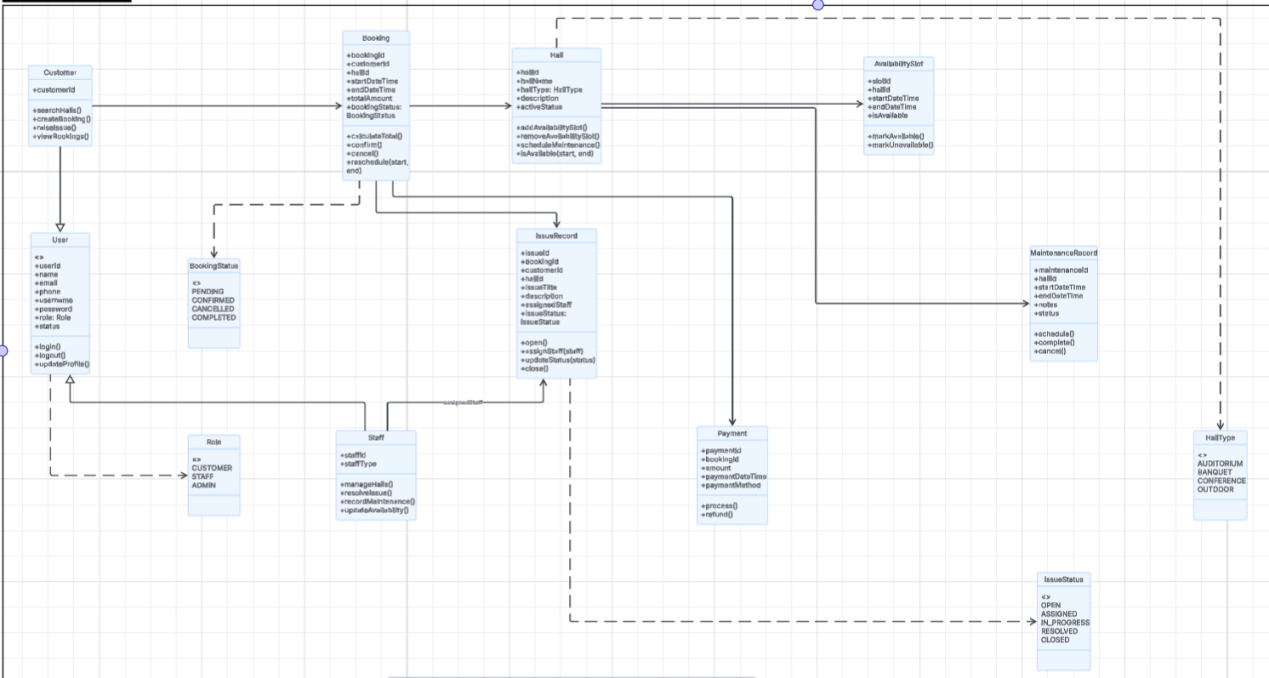 Customer
+customerId
+searchHalls()
+createBooking()
+raiseIssue()
+viewBookings()
Booking
+bookingId
+customerId
+hallId
+startDateTime
+endDateTime
+totalAmount
+bookingStatus:
BookingStatus
+calculateTotal()
+confirm()
+cancel()
+reschedule(start,
end)
Hall
+hallId
+hallName
+hallType: HallType
+description
+activeStatus
+addAvailabilitySlot()
+removeAvailabilitySlot()
+scheduleMaintenance()
+isAvailable(start, end)
AvailabilitySlot
+slotId
+hallId
+startDateTime
+endDateTime
+isAvailable
+markAvailable()
+markUnavailable()
User
<>
+userId
+name
+email
+phone
+username
+password
+role: Role
+status
+login()
+logout()
+updateProfile()
BookingStatus
<>
PENDING
CONFIRMED
CANCELLED
COMPLETED
IssueRecord
+issueId
+bookingId
+customerId
+hallId
+issueTitle
+description
+assignedStaff
+issueStatus:
IssueStatus
+open()
+assignStaff(staff)
+updateStatus(status)
+close()
MaintenanceRecord
+maintenanceId
+hallId
+startDateTime
+endDateTime
+notes
+status
+schedule()
+complete()
+cancel()
assignedStaff
Role
<>
CUSTOMER
STAFF
ADMIN
Staff
+staffId
+staffType
+manageHalls()
+resolveIssue()
+recordMaintenance()
+updateAvailability()
Payment
+paymentId
+bookingId
+amount
+paymentDateTime
+paymentMethod
+process()
+refund()
HallType
<>
AUDITORIUM
BANQUET
CONFERENCE
OUTDOOR
IssueStatus
<>
OPEN
ASSIGNED
IN_PROGRESS
RESOLVED
CLOSED